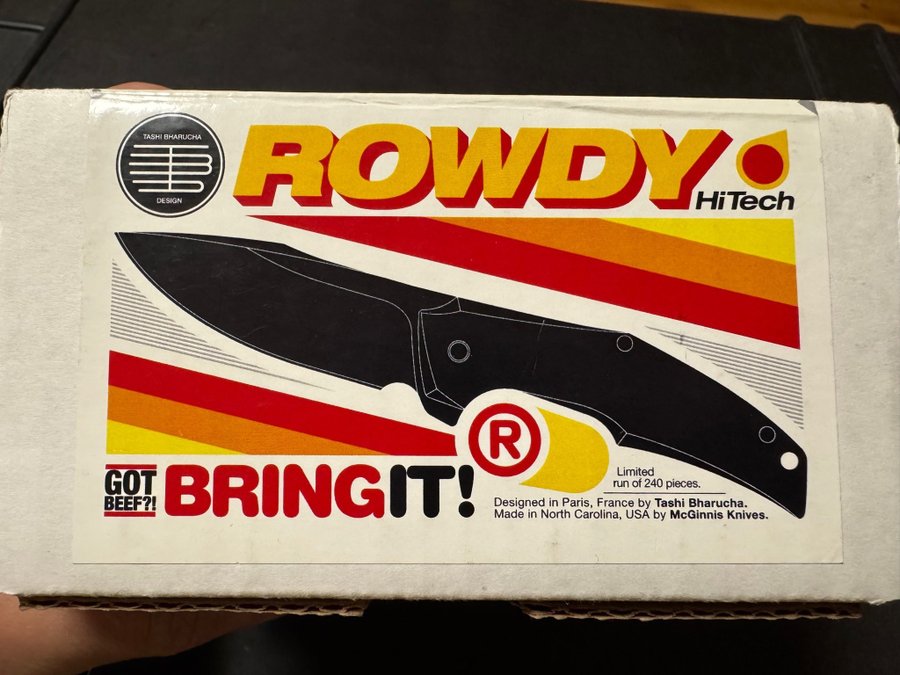 TASHI BHARUCHA
DESIGN
ROWDY
HiTech
R
GOT
BEEF?!
BRINGIT!
Limited
run of 240 pieces.
Designed in Paris, France by Tashi Bharucha.
Made in North Carolina, USA by McGinnis Knives.